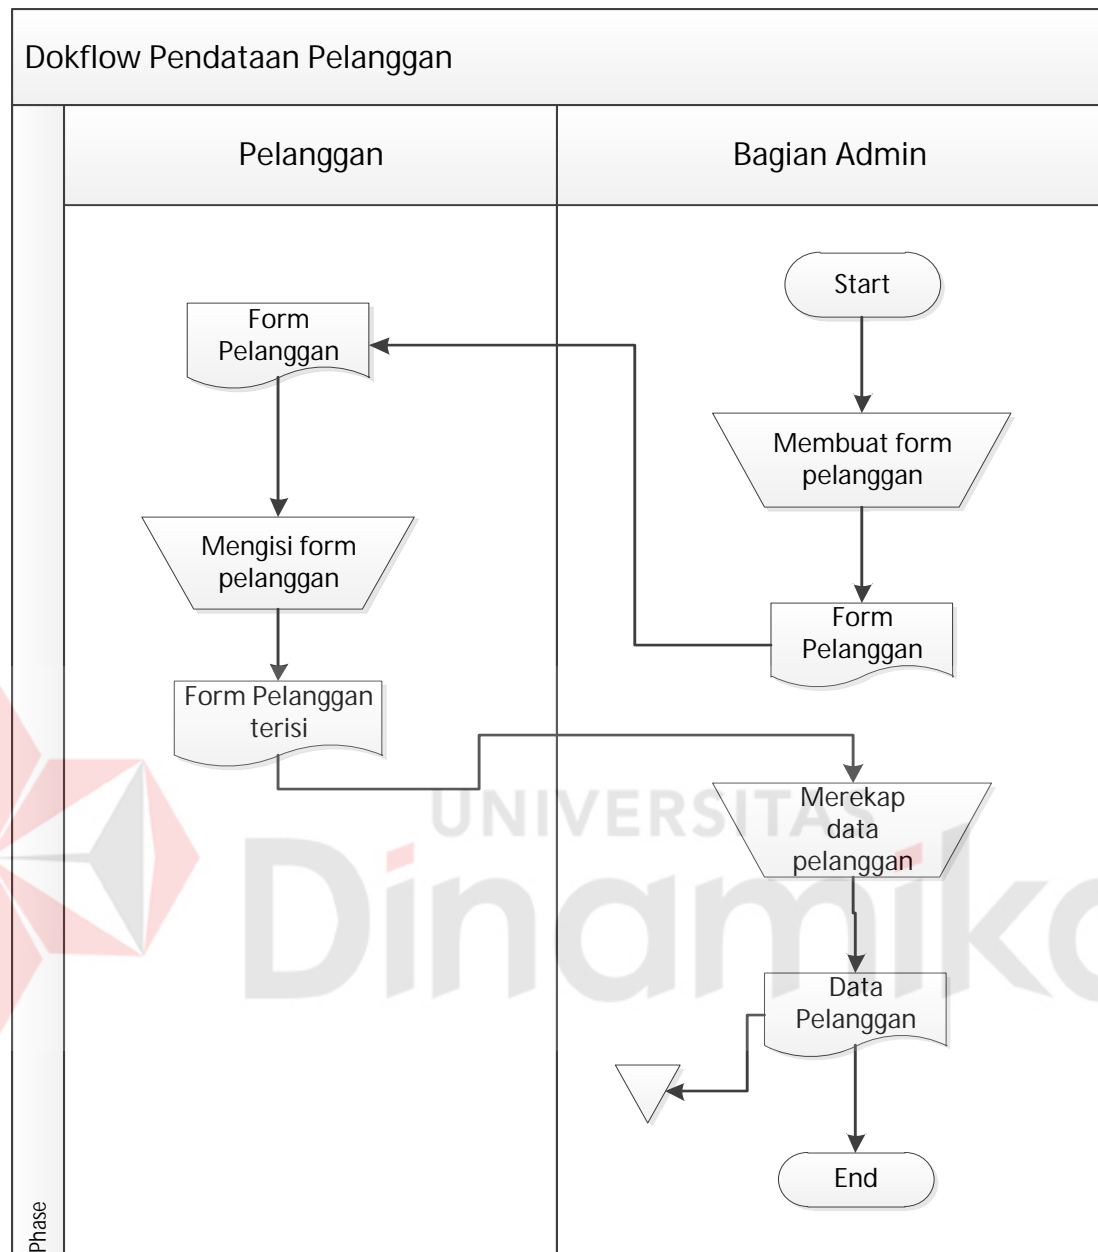 Dokflow Pendataan Pelanggan
Pelanggan
Bagian Admin
Start
Form
Pelanggan
Membuat form
pelanggan
Mengisi form
pelanggan
Form
Pelanggan
Form Pelanggan
terisi
Merekap
data
pelanggan
UNIVERSITAS
Dinamika
Data
Pelanggan
End
Phase